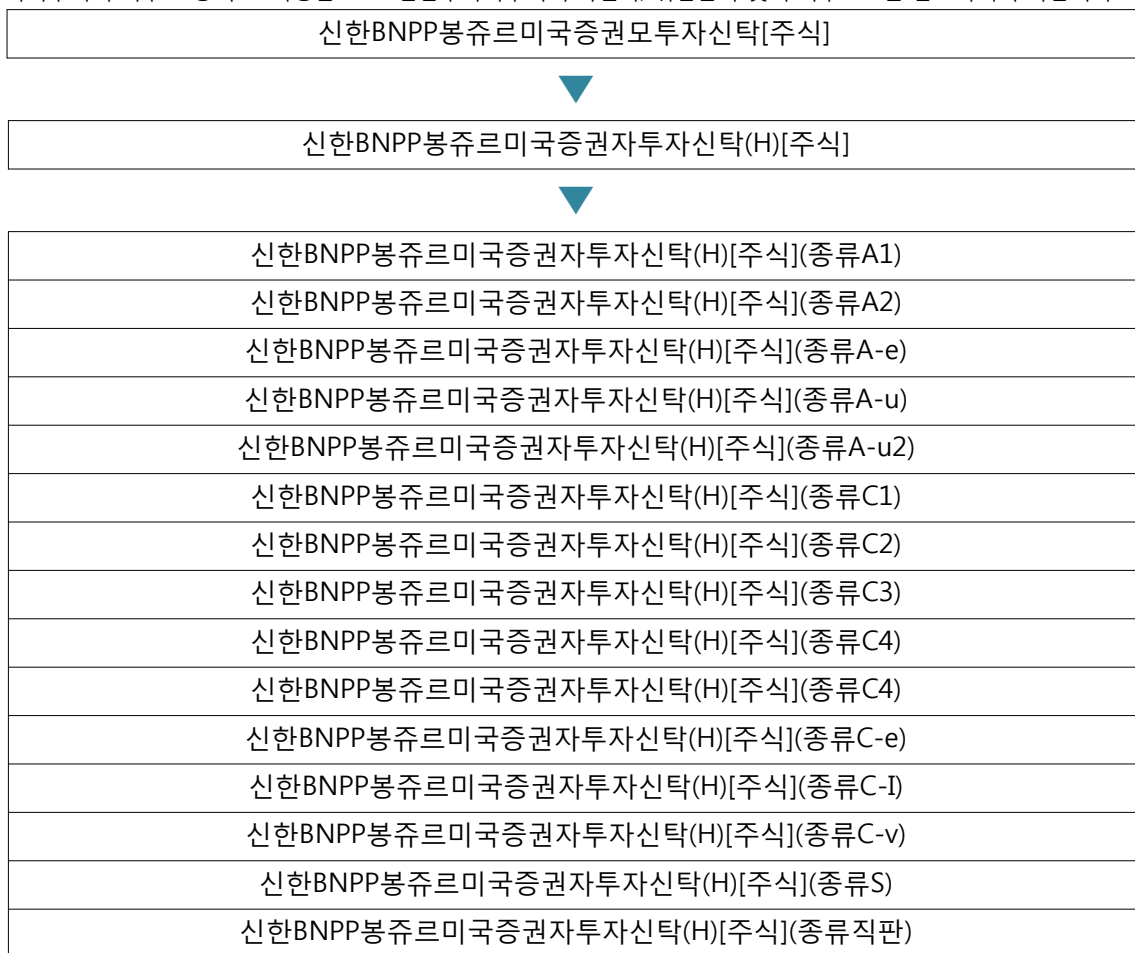 신한BNPP봉쥬르미국증권모투자신탁[주식]
신한BNPP봉쥬르미국증권자투자신탁(H)[주식]
신한BNPP봉쥬르미국증권자투자신탁(H)[주식](종류A1)
신한BNPP봉쥬르미국증권자투자신탁(H)[주식](종류A2)
신한BNPP봉쥬르미국증권자투자신탁(H)[주식](종류A-e)
신한BNPP봉쥬르미국증권자투자신탁(H)[주식](종류A-u)
신한BNPP봉쥬르미국증권자투자신탁(H)[주식](종류A-u2)
신한BNPP봉쥬르미국증권자투자신탁(H)[주식](종류C1)
신한BNPP봉쥬르미국증권자투자신탁(H)[주식](종류C2)
신한BNPP봉쥬르미국증권자투자신탁(H)[주식](종류C3)
신한BNPP봉쥬르미국증권자투자신탁(H)[주식](종류C4)
신한BNPP봉쥬르미국증권자투자신탁(H)[주식](종류C4)
신한BNPP봉쥬르미국증권자투자신탁(H)[주식](종류C-e)
신한BNPP봉쥬르미국증권자투자신탁(H)[주식](종류C-I)
신한BNPP봉쥬르미국증권자투자신탁(H)[주식](종류C-v)
신한BNPP봉쥬르미국증권자투자신탁(H)[주식](종류S)
신한BNPP봉쥬르미국증권자투자신탁(H)[주식](종류직판)